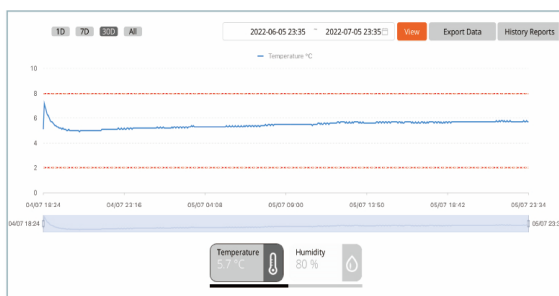 1D 7D 30D All 2022-06-05 23:35 ~ 2022-07-05 23:35 View Export Data History Reports
Temperature °C
10
8
6
4
2
0
04/07 18:24 04/07 23:16 05/07 04:08 05/07 09:00 05/07 13:50 05/07 18:42 05/07 23:34
04/07 18:24 05/07 23:3
Temperature Humidity
5.7 °C 80 %